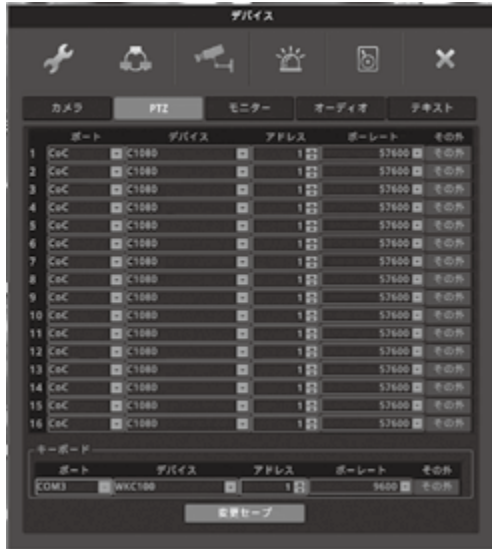 デバイス
カメラ PTZ モニター オーディオ テキスト
ポート デバイス アドレス ボーレート その外
1 CoC C1080 1 57600 その外
2 CoC C1080 1 57600 その外
3 CoC C1080 1 57600 その外
4 CoC C1080 1 57600 その外
5 CoC C1080 1 57600 その外
6 CoC C1080 1 57600 その外
7 CoC C1080 1 57600 その外
8 CoC C1080 1 57600 その外
9 CoC C1080 1 57600 その外
10 CoC C1080 1 57600 その外
11 CoC C1080 1 57600 その外
12 CoC C1080 1 57600 その外
13 CoC C1080 1 57600 その外
14 CoC C1080 1 57600 その外
15 CoC C1080 1 57600 その外
16 CoC C1080 1 57600 その外
キーボード
ポート デバイス アドレス ボーレート その外
COM3 WKC100 1 9600 その外
変更セーブ